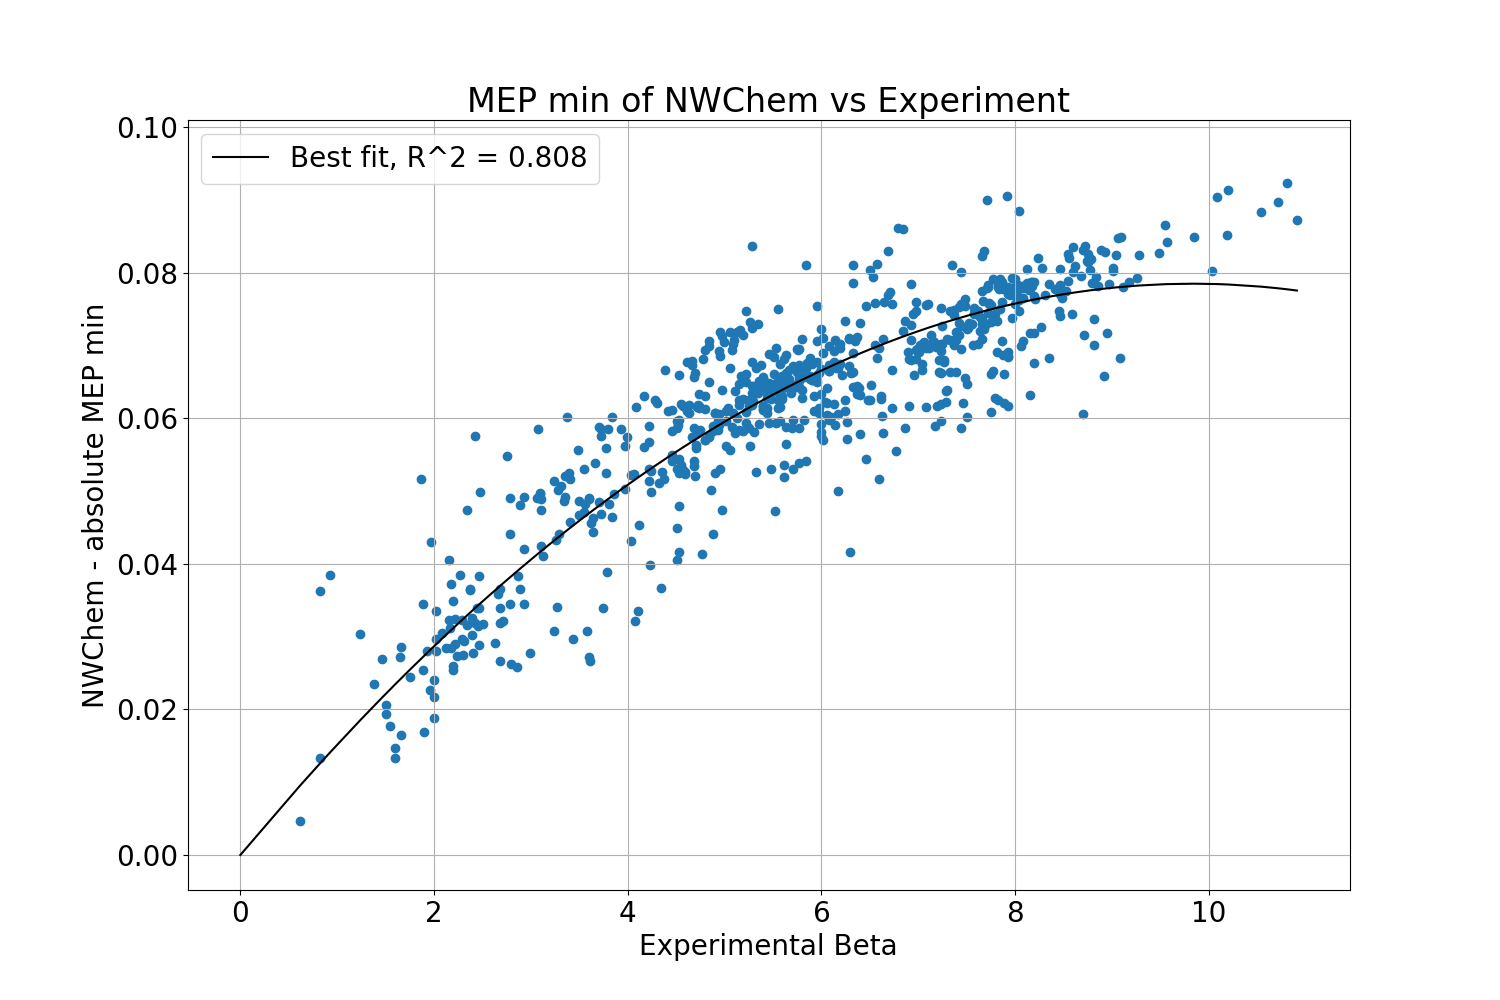 MEP min of NWChem vs Experiment
Best fit, R^2 = 0.808
NWChem - absolute MEP min
0.10
0.08
0.06
0.04
0.02
0.00
0 2 4 6 8 10
Experimental Beta